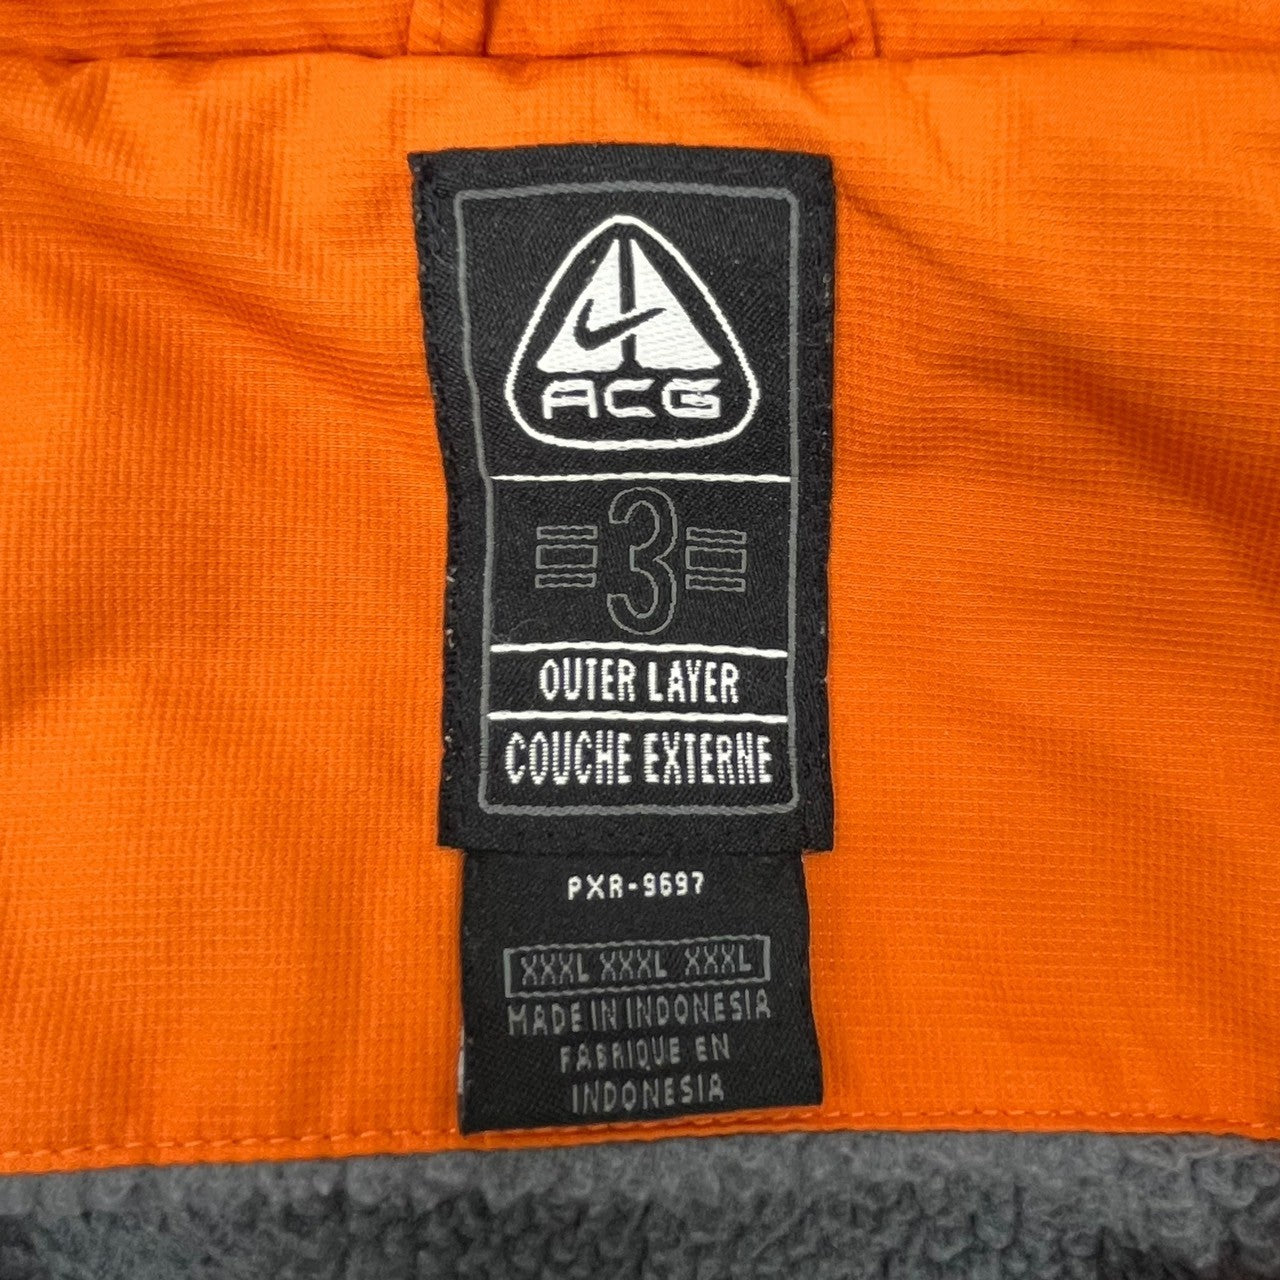 ACG
3
OUTER LAYER
COUCHE EXTERNE
PXR-9697
XXXL XXXL XXXL
MADE IN INDONESIA
FABRIQUE EN
INDONESIA